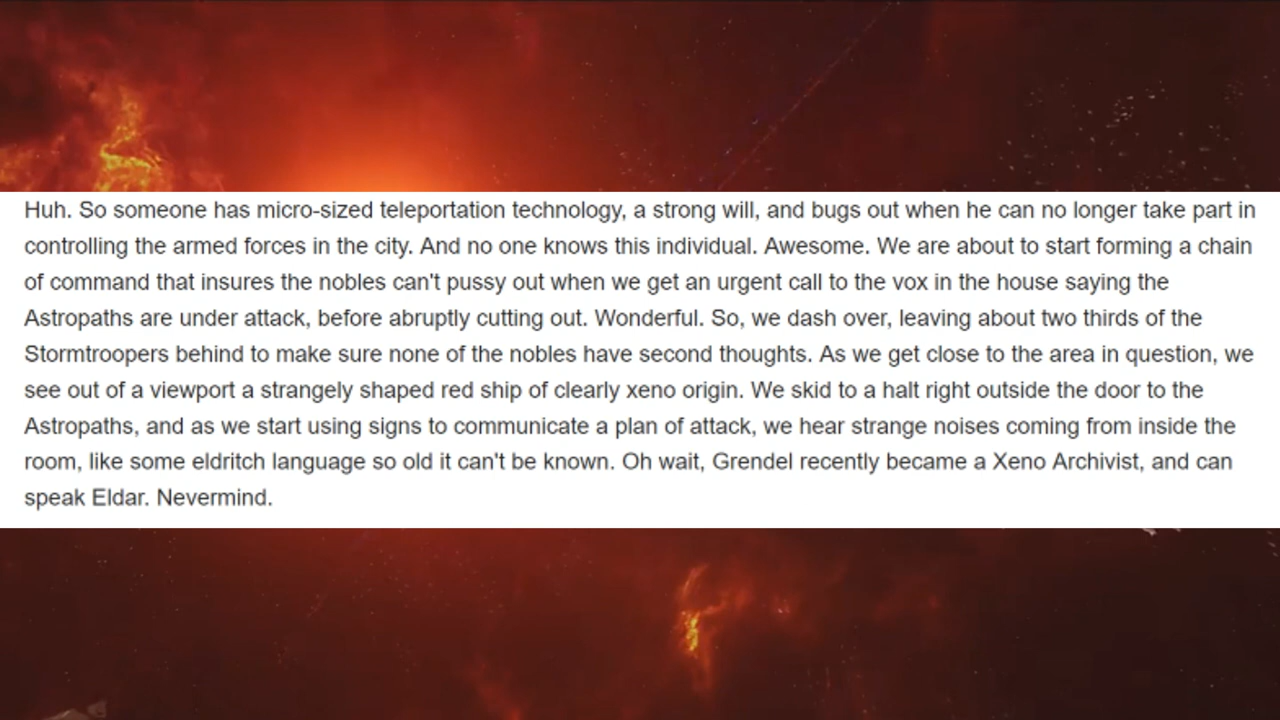 Huh. So someone has micro-sized teleportation technology, a strong will, and bugs out when he can no longer take part in
controlling the armed forces in the city. And no one knows this individual. Awesome. We are about to start forming a chain
of command that insures the nobles can't pussy out when we get an urgent call to the vox in the house saying the
Astropaths are under attack, before abruptly cutting out. Wonderful. So, we dash over, leaving about two thirds of the
Stormtroopers behind to make sure none of the nobles have second thoughts. As we get close to the area in question, we
see out of a viewport a strangely shaped red ship of clearly xeno origin. We skid to a halt right outside the door to the
Astropaths, and as we start using signs to communicate a plan of attack, we hear strange noises coming from inside the
room, like some eldritch language so old it can't be known. Oh wait, Grendel recently became a Xeno Archivist, and can
speak Eldar. Nevermind.